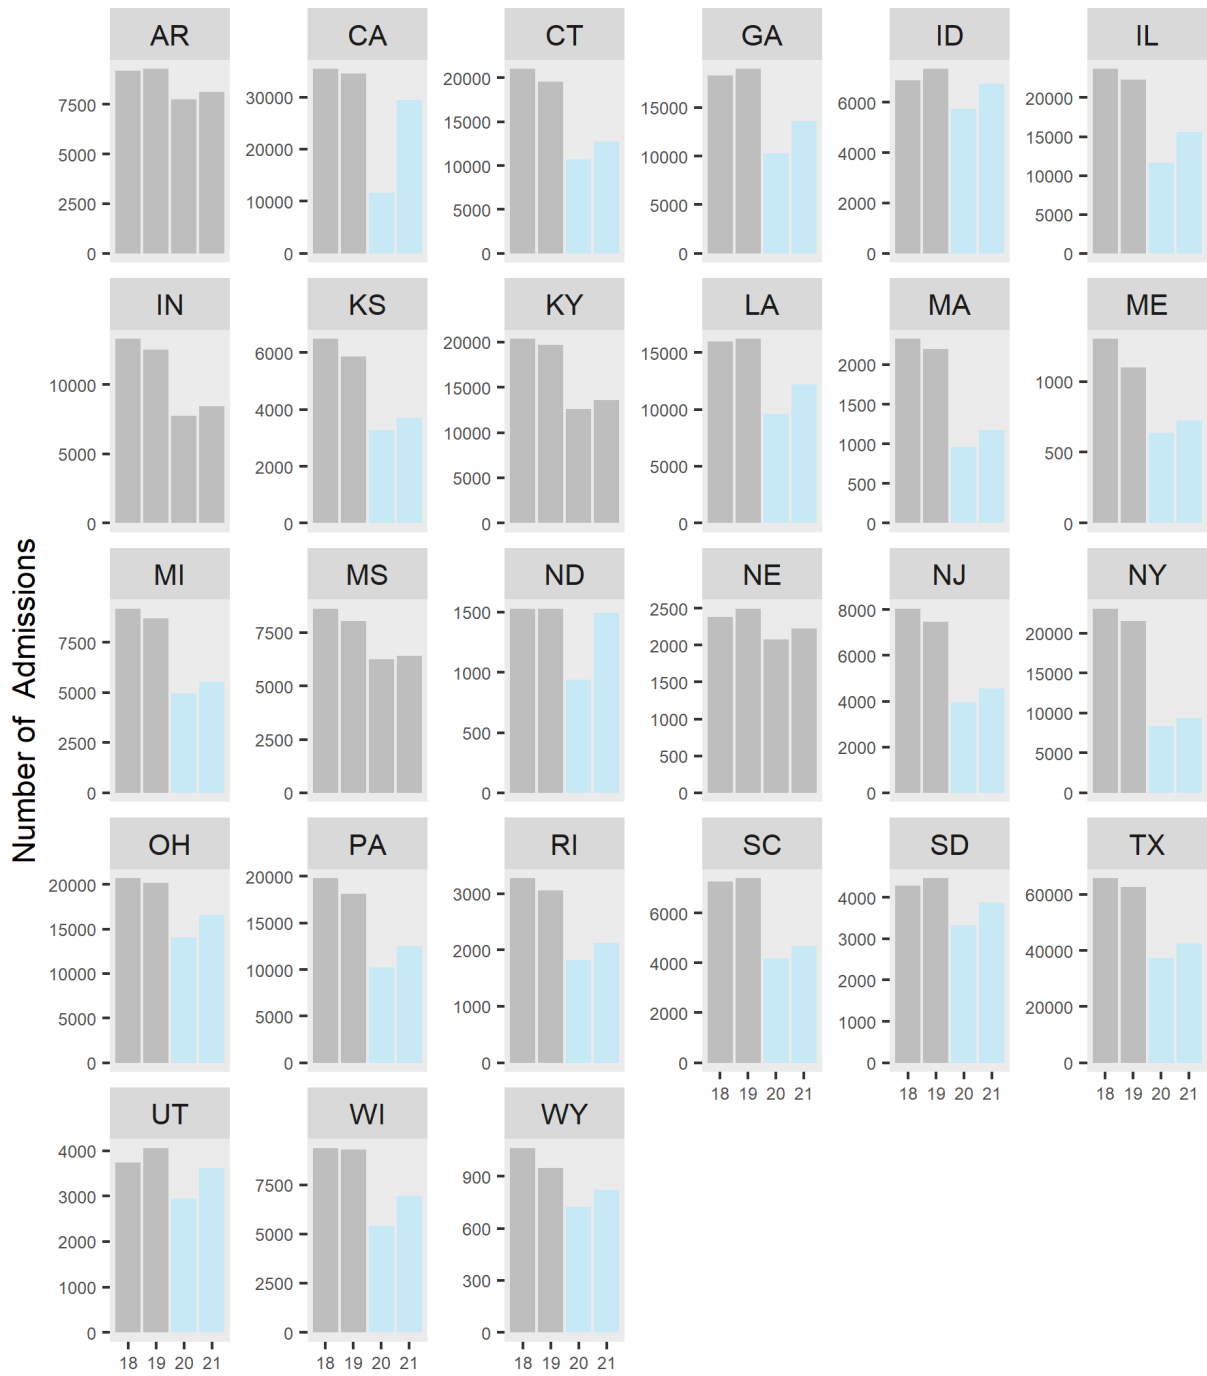 AR CA CT GA ID IL
7500 5000 2500 0
30000 20000 10000 0
20000 15000 10000 5000 0
15000 10000 5000 0
6000 4000 2000 0
20000 15000 10000 5000 0
IN KS KY LA MA ME
10000 5000 0
6000 4000 2000 0
20000 15000 10000 5000 0
15000 10000 5000 0
2000 1500 1000 500 0
1000 500 0
Number of Admissions
MI MS ND NE NJ NY
7500 5000 2500 0
7500 5000 2500 0
1500 1000 500 0
2500 2000 1500 1000 500 0
8000 6000 4000 2000 0
20000 15000 10000 5000 0
OH PA RI SC SD TX
20000 15000 10000 5000 0
20000 15000 10000 5000 0
3000 2000 1000 0
6000 4000 2000 0
4000 3000 2000 1000 0
60000 40000 20000 0
18 19 20 21 18 19 20 21 18 19 20 21
UT WI WY
4000 3000 2000 1000 0
7500 5000 2500 0
900 600 300 0
18 19 20 21 18 19 20 21 18 19 20 21